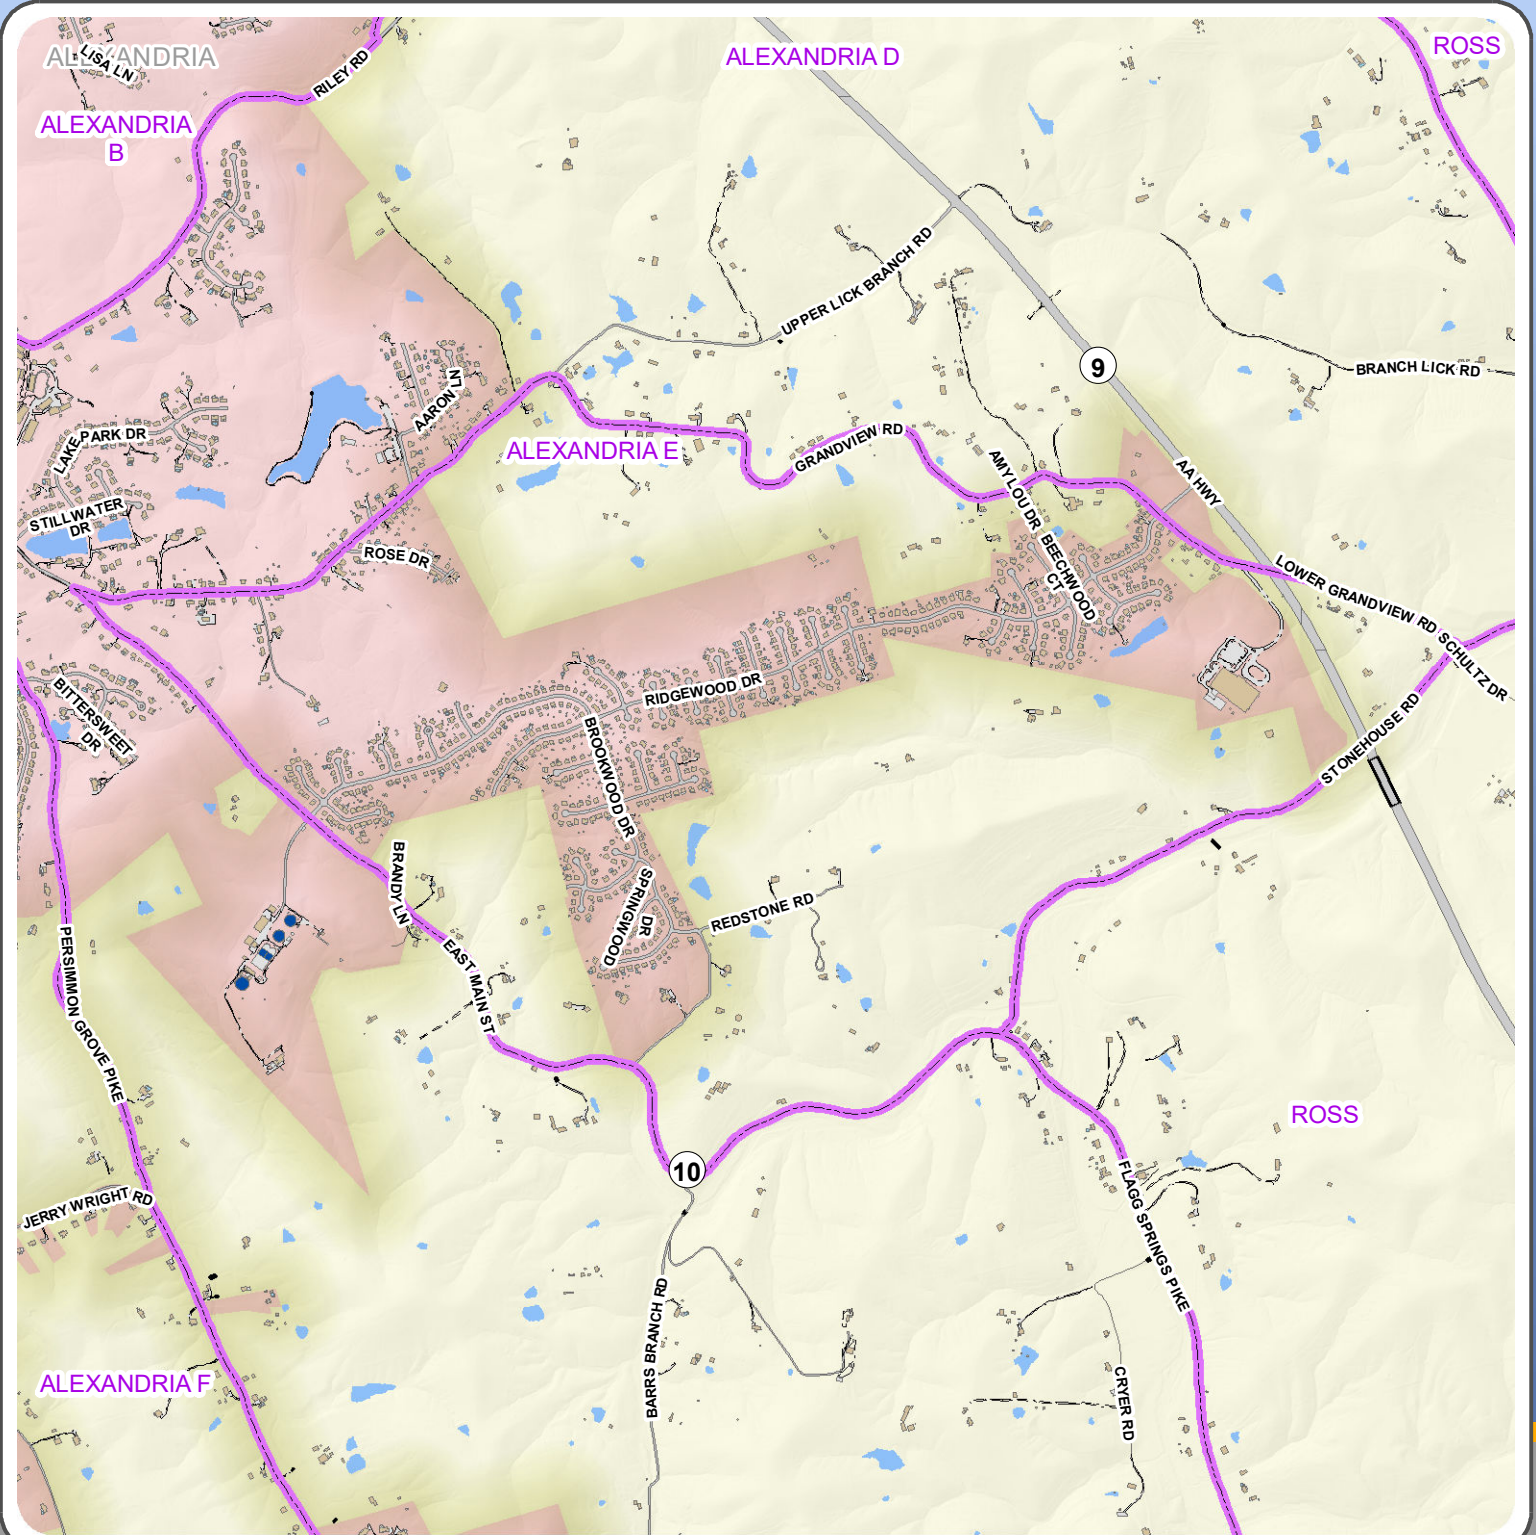 ALEXANDRIA
LISA LN
ALEXANDRIA D
ROSS
RILEY RD
ALEXANDRIA
B
UPPER LICK BRANCH RD
9
BRANCH LICK RD
AARON LN
LAKE PARK DR
ALEXANDRIA E
GRANDVIEW RD
AA HWY
AMY LOU DR
STILLWATER
DR
ROSE DR
BEECHWOOD
CT
LOWER GRANDVIEW RD
SCHULTZ DR
BITTERSWEET
DR
RIDGEWOOD DR
BROOKWOOD DR
STONEHOUSE RD
BRANDY LN
SPRINGWOOD
DR
REDSTONE RD
EAST MAIN ST
PERSIMMON GROVE PIKE
ROSS
10
JERRY WRIGHT RD
FLAGG SPRINGS PIKE
BARRS BRANCH RD
ALEXANDRIA F
CRYER RD